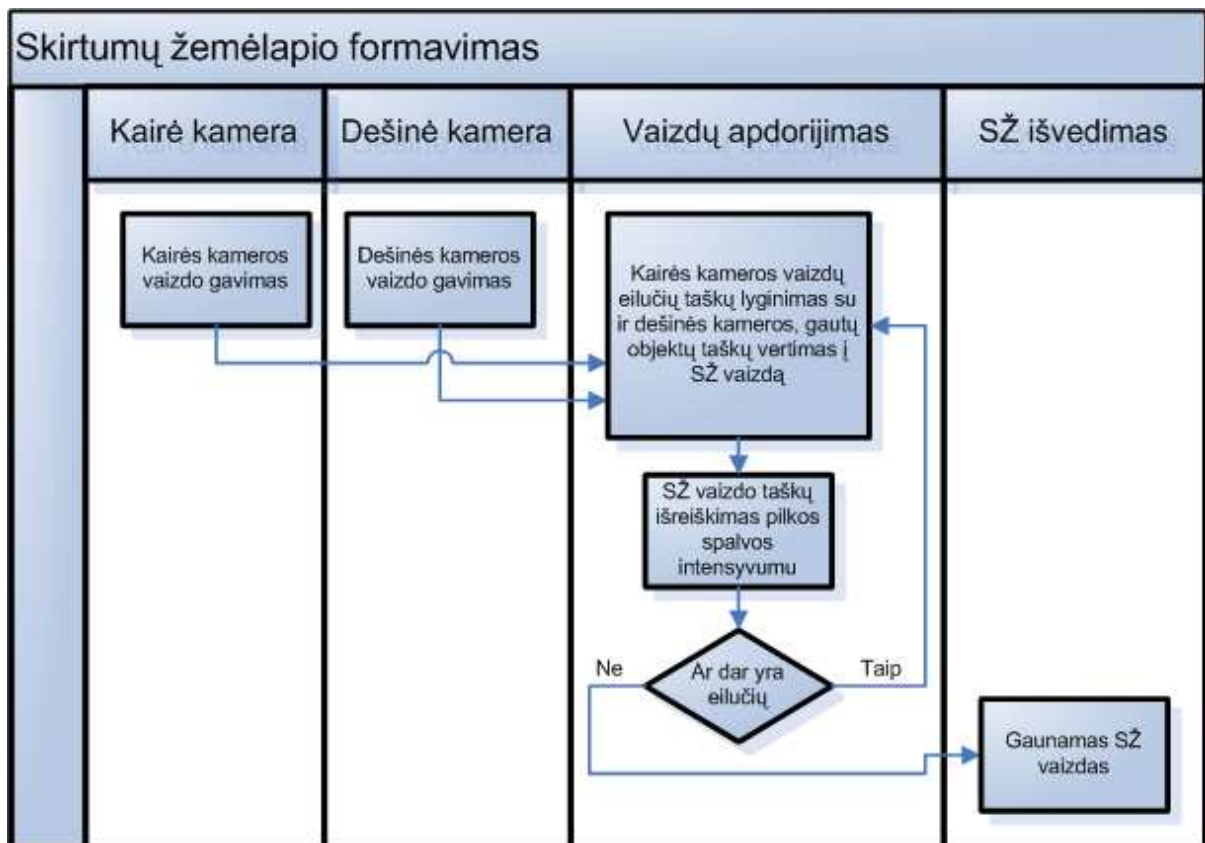 Skirtumų žemėlapio formavimas
Kairė kamera
Dešinė kamera
Vaizdų apdorijimas
SŽ išvedimas
Kairės kameros
vaizdo gavimas
Dešinės kameros
vaizdo gavimas
Kairės kameros vaizdų
eilučių taškų lyginimas su
ir dešinės kameros, gautų
objektų taškų vertimas į
SŽ vaizdą
SŽ vaizdo taškų
išreiškimas pilkos
spalvos
intensyvumu
Ne
Ar dar yra
eilučių
Taip
Gaunamas SŽ
vaizdas